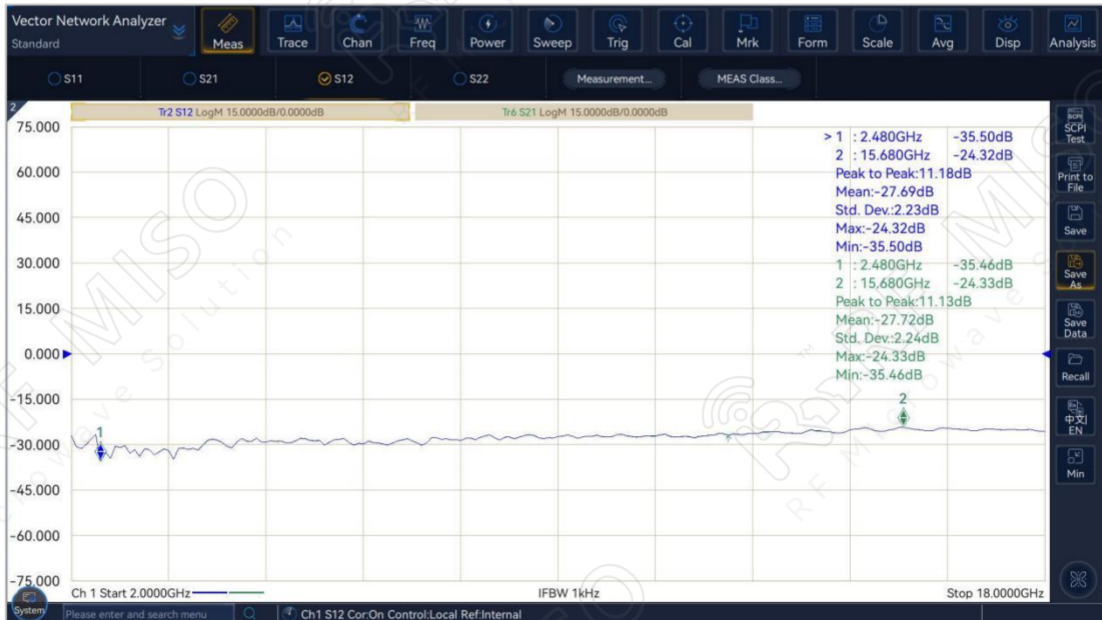 Vector Network Analyzer
Standard
Meas
Trace
Chan
Freq
Power
Sweep
Trig
Cal
Mrk
Form
Scale
Avg
Disp
Analysis
S11
S21
S12
S22
Measurement...
MEAS Class...
2
Tr2 S12 LogM 15.0000dB/0.0000dB
Tr6 S21 LogM 15.0000dB/0.0000dB
75.000
60.000
45.000
30.000
15.000
0.000
-15.000
-30.000
-45.000
-60.000
-75.000
> 1 : 2.480GHz -35.50dB
2 : 15.680GHz -24.32dB
Peak to Peak:11.18dB
Mean:-27.69dB
Std. Dev.:2.23dB
Max:-24.32dB
Min:-35.50dB
1 : 2.480GHz -35.46dB
2 : 15.680GHz -24.33dB
Peak to Peak:11.13dB
Mean:-27.72dB
Std. Dev.:2.24dB
Max:-24.33dB
Min:-35.46dB
1
2
SCPI
SCPI
Test
Print to
File
Save
Save
As
Save
Data
Recall
中文
EN
Min
Ch 1 Start 2.0000GHz
IFBW 1kHz
Stop 18.0000GHz
System
Please enter and search menu
Ch1 S12 Cor:On Control:Local Ref:Internal
RF MISO
RF Microwave Solution